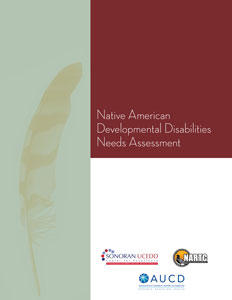 Native American
Developmental Disabilities
Needs Assessment
SONORAN UCEDD
NARTC
AUCD